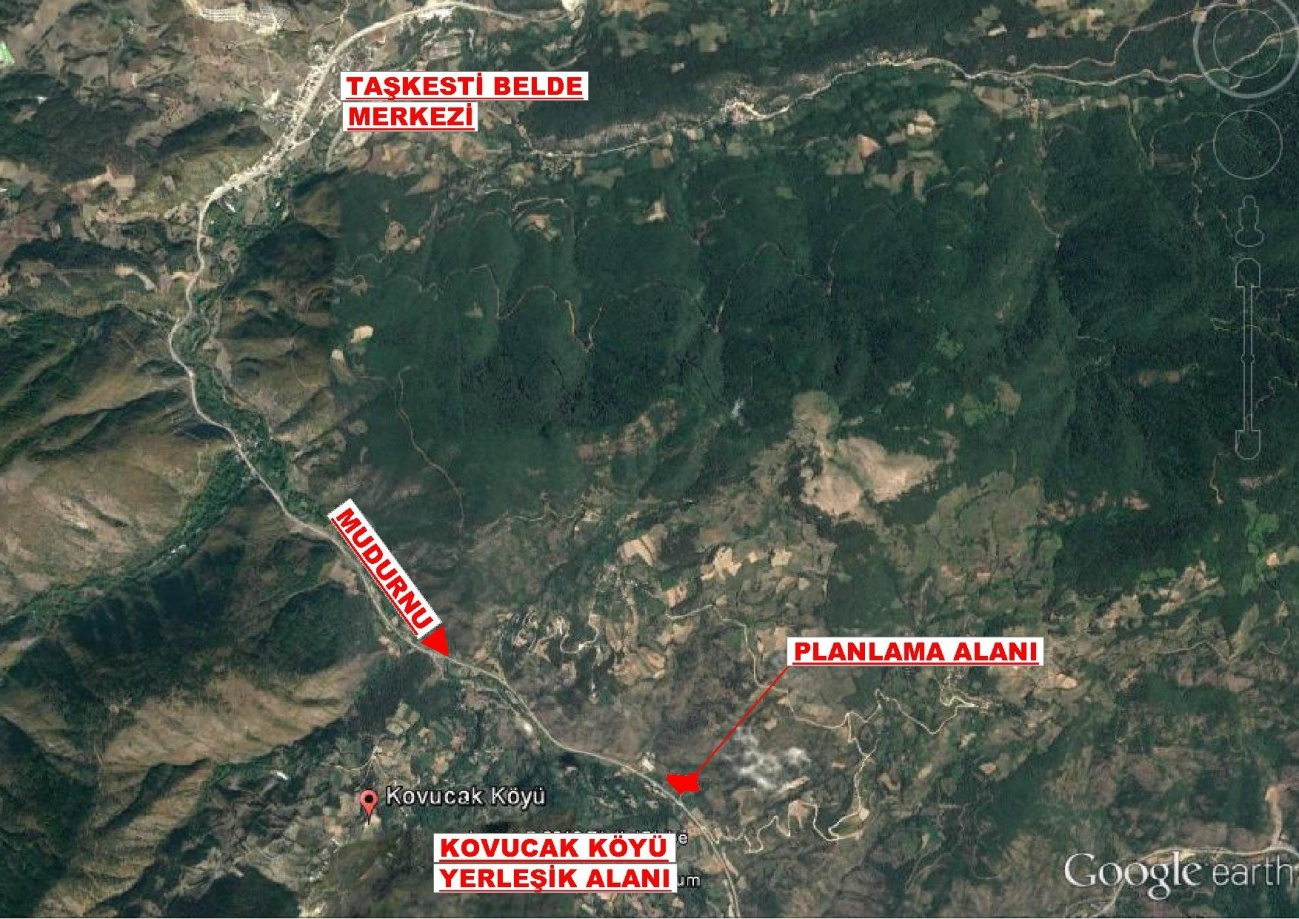 TAŞKESTİ BELDE
MERKEZİ
MUDURNU
PLANLAMA ALANI
Kovucak Köyü
KOVUCAK KÖYÜ
YERLEŞİK ALANI
Google earth